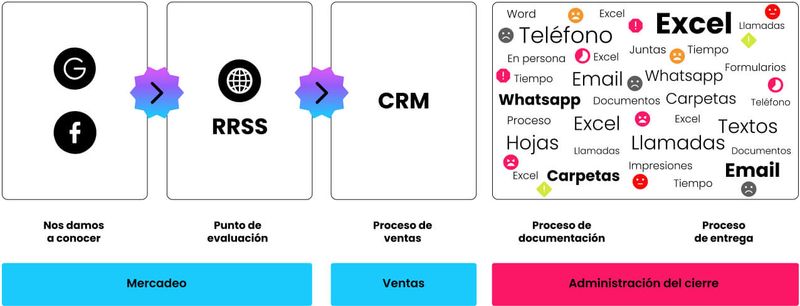 G
f
RRSS
CRM
Word
Excel
Excel
Llamadas
Teléfono
Juntas
Tiempo
En persona
Excel
Formularios
Tiempo
Email
Whatsapp
Teléfono
Whatsapp
Documentos
Carpetas
Proceso
Excel
Excel
Textos
Hojas
Llamadas
Llamadas
Documentos
Excel
Carpetas
Impresiones
Tiempo
Email
Nos damos
a conocer
Punto de
evaluación
Proceso de
ventas
Proceso de
documentación
Proceso
de entrega
Mercadeo
Ventas
Administración del cierre